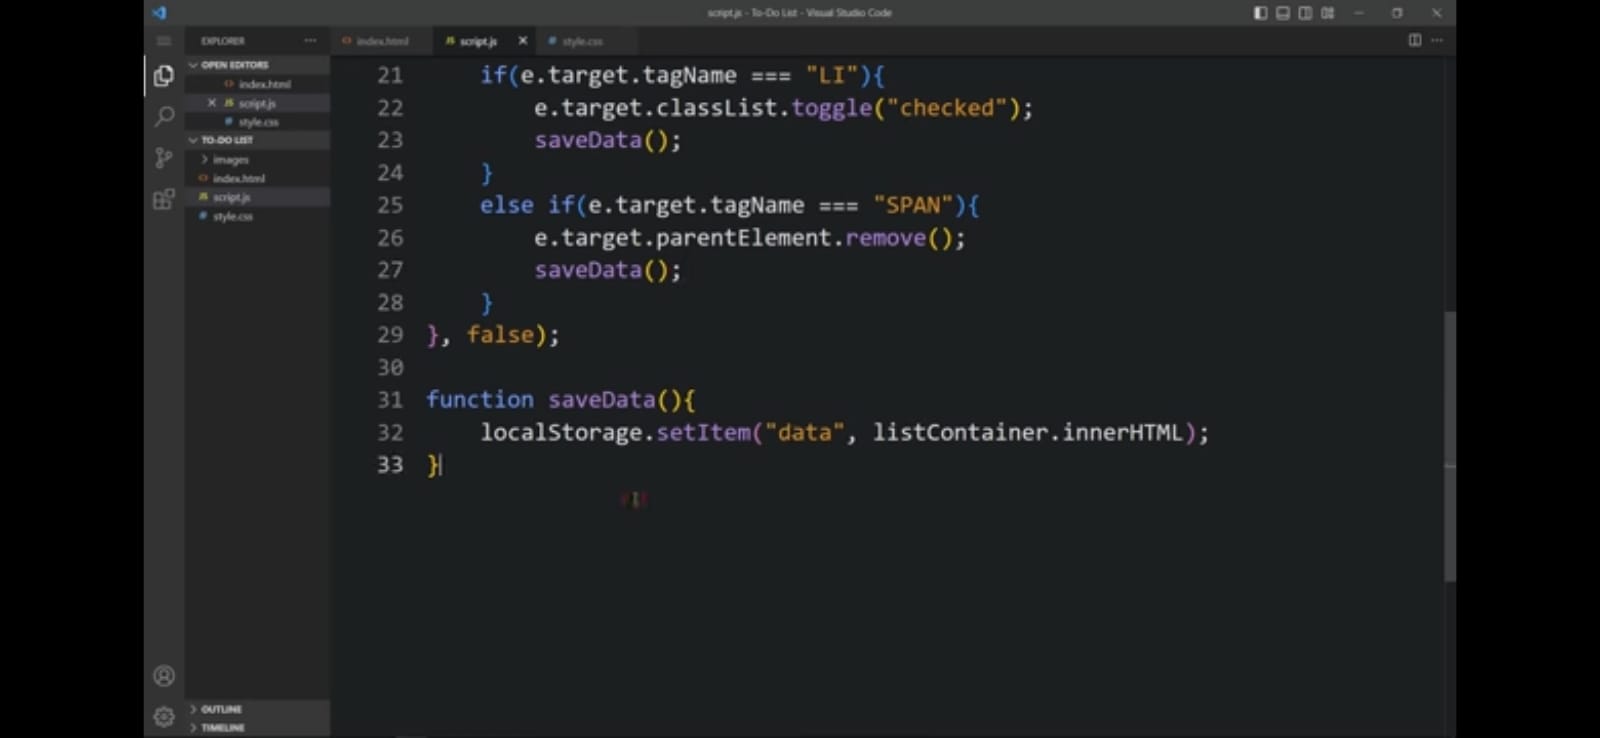 script.js - To-Do List - Visual Studio Code
EXPLORER ...
index.html script.js style.css
OPEN EDITORS
index.html
script.js
style.css
TO-DO LIST
images
index.html
script.js
style.css
OUTLINE
TIMELINE
21 if(e.target.tagName === "LI"){
22 e.target.classList.toggle("checked");
23 saveData();
24 }
25 else if(e.target.tagName === "SPAN"){
26 e.target.parentElement.remove();
27 saveData();
28 }
29 }, false);
30
31 function saveData(){
32 localStorage.setItem("data", listContainer.innerHTML);
33 }